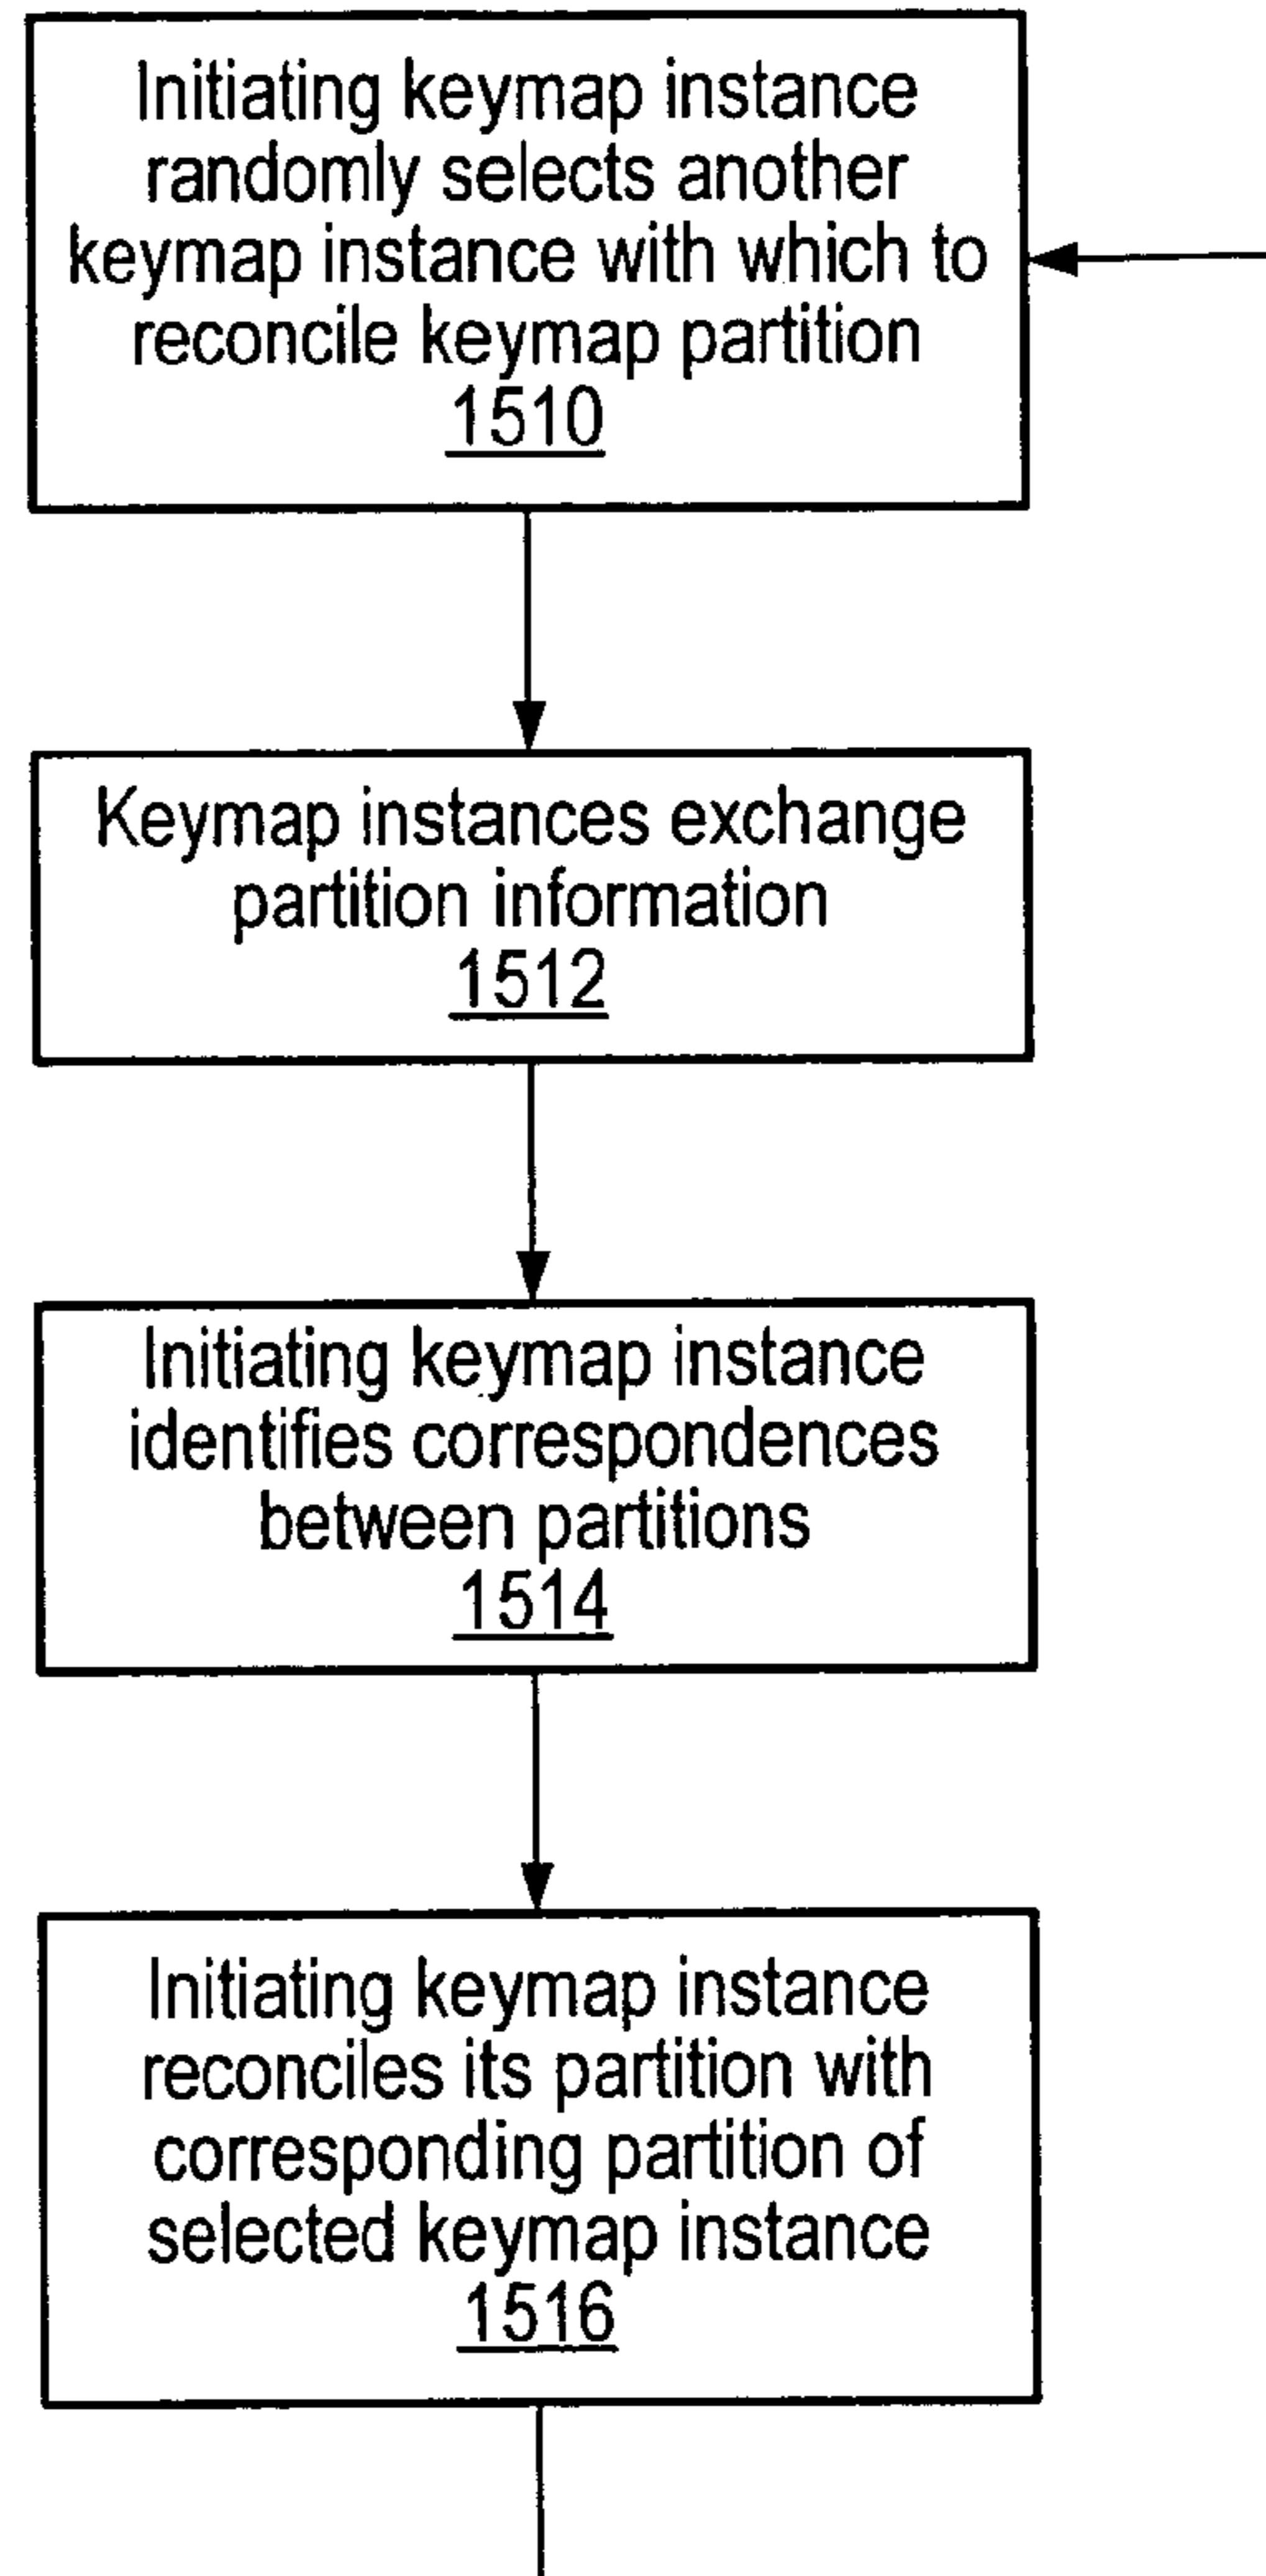 Initiating keymap instance
randomly selects another
keymap instance with which to
reconcile keymap partition
1510
Keymap instances exchange
partition information
1512
Initiating keymap instance
identifies correspondences
between partitions
1514
Initiating keymap instance
reconciles its partition with
corresponding partition of
selected keymap instance
1516